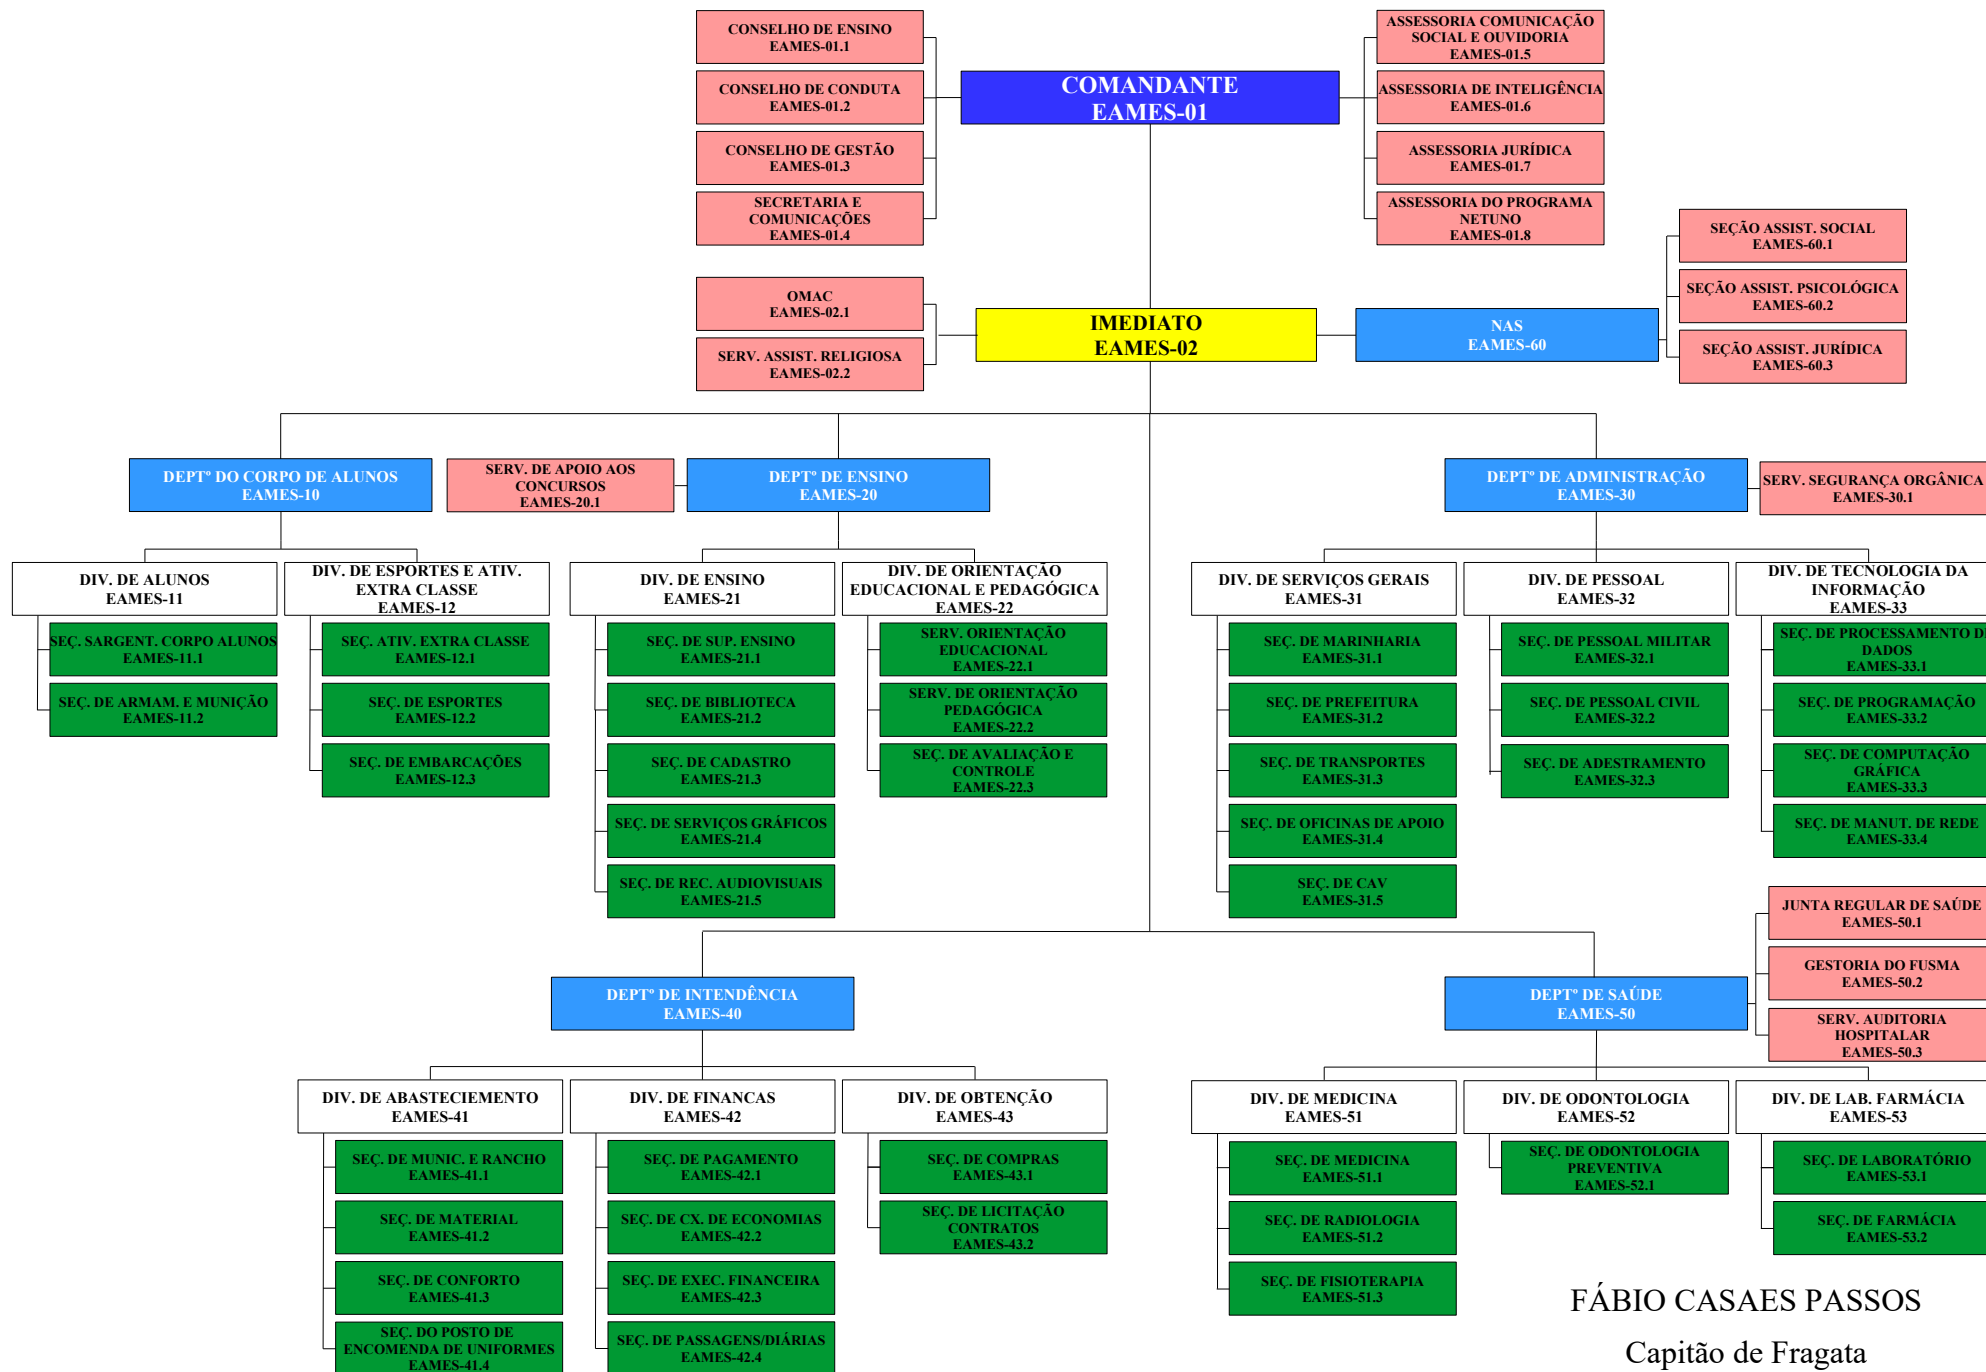 CONSELHO DE ENSINO
EAMES-01.1
CONSELHO DE CONDUTA
EAMES-01.2
CONSELHO DE GESTÃO
EAMES-01.3
SECRETARIA E
COMUNICAÇÕES
EAMES-01.4
COMANDANTE
EAMES-01
ASSESSORIA COMUNICAÇÃO
SOCIAL E OUVIDORIA
EAMES-01.5
ASSESSORIA DE INTELIGÊNCIA
EAMES-01.6
ASSESSORIA JURÍDICA
EAMES-01.7
ASSESSORIA DO PROGRAMA
NETUNO
EAMES-01.8
OMAC
EAMES-02.1
SERV. ASSIST. RELIGIOSA
EAMES-02.2
IMEDIATO
EAMES-02
NAS
EAMES-60
SEÇÃO ASSIST. SOCIAL
EAMES-60.1
SEÇÃO ASSIST. PSICOLÓGICA
EAMES-60.2
SEÇÃO ASSIST. JURÍDICA
EAMES-60.3
DEPTº DO CORPO DE ALUNOS
EAMES-10
SERV. DE APOIO AOS
CONCURSOS
EAMES-20.1
DEPTº DE ENSINO
EAMES-20
DEPTº DE ADMINISTRAÇÃO
EAMES-30
SERV. SEGURANÇA ORGÂNICA
EAMES-30.1
DIV. DE ALUNOS
EAMES-11
SEÇ. SARGENT. CORPO ALUNOS
EAMES-11.1
SEÇ. DE ARMAM. E MUNIÇÃO
EAMES-11.2
DIV. DE ESPORTES E ATIV.
EXTRA CLASSE
EAMES-12
SEÇ. ATIV. EXTRA CLASSE
EAMES-12.1
SEÇ. DE ESPORTES
EAMES-12.2
SEÇ. DE EMBARCAÇÕES
EAMES-12.3
DIV. DE ENSINO
EAMES-21
SEÇ. DE SUP. ENSINO
EAMES-21.1
SEÇ. DE BIBLIOTECA
EAMES-21.2
SEÇ. DE CADASTRO
EAMES-21.3
SEÇ. DE SERVIÇOS GRÁFICOS
EAMES-21.4
SEÇ. DE REC. AUDIOVISUAIS
EAMES-21.5
DIV. DE ORIENTAÇÃO
EDUCACIONAL E PEDAGÓGICA
EAMES-22
SERV. ORIENTAÇÃO
EDUCACIONAL
EAMES-22.1
SERV. DE ORIENTAÇÃO
PEDAGÓGICA
EAMES-22.2
SEÇ. DE AVALIAÇÃO E
CONTROLE
EAMES-22.3
DIV. DE SERVIÇOS GERAIS
EAMES-31
SEÇ. DE MARINHARIA
EAMES-31.1
SEÇ. DE PREFEITURA
EAMES-31.2
SEÇ. DE TRANSPORTES
EAMES-31.3
SEÇ. DE OFICINAS DE APOIO
EAMES-31.4
SEÇ. DE CAV
EAMES-31.5
DIV. DE PESSOAL
EAMES-32
SEÇ. DE PESSOAL MILITAR
EAMES-32.1
SEÇ. DE PESSOAL CIVIL
EAMES-32.2
SEÇ. DE ADESTRAMENTO
EAMES-32.3
DIV. DE TECNOLOGIA DA
INFORMAÇÃO
EAMES-33
SEÇ. DE PROCESSAMENTO DE
DADOS
EAMES-33.1
SEÇ. DE PROGRAMAÇÃO
EAMES-33.2
SEÇ. DE COMPUTAÇÃO
GRÁFICA
EAMES-33.3
SEÇ. DE MANUT. DE REDE
EAMES-33.4
DEPTº DE INTENDÊNCIA
EAMES-40
DEPTº DE SAÚDE
EAMES-50
JUNTA REGULAR DE SAÚDE
EAMES-50.1
GESTORIA DO FUSMA
EAMES-50.2
SERV. AUDITORIA
HOSPITALAR
EAMES-50.3
DIV. DE ABASTECIEMENTO
EAMES-41
SEÇ. DE MUNIC. E RANCHO
EAMES-41.1
SEÇ. DE MATERIAL
EAMES-41.2
SEÇ. DE CONFORTO
EAMES-41.3
SEÇ. DO POSTO DE
ENCOMENDA DE UNIFORMES
EAMES-41.4
DIV. DE FINANCAS
EAMES-42
SEÇ. DE PAGAMENTO
EAMES-42.1
SEÇ. DE CX. DE ECONOMIAS
EAMES-42.2
SEÇ. DE EXEC. FINANCEIRA
EAMES-42.3
SEÇ. DE PASSAGENS/DIÁRIAS
EAMES-42.4
DIV. DE OBTENÇÃO
EAMES-43
SEÇ. DE COMPRAS
EAMES-43.1
SEÇ. DE LICITAÇÃO
CONTRATOS
EAMES-43.2
DIV. DE MEDICINA
EAMES-51
SEÇ. DE MEDICINA
EAMES-51.1
SEÇ. DE RADIOLOGIA
EAMES-51.2
SEÇ. DE FISIOTERAPIA
EAMES-51.3
DIV. DE ODONTOLOGIA
EAMES-52
SEÇ. DE ODONTOLOGIA
PREVENTIVA
EAMES-52.1
DIV. DE LAB. FARMÁCIA
EAMES-53
SEÇ. DE LABORATÓRIO
EAMES-53.1
SEÇ. DE FARMÁCIA
EAMES-53.2
FÁBIO CASAES PASSOS
Capitão de Fragata